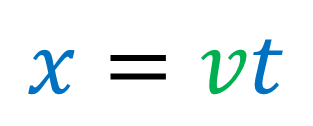 x = vt